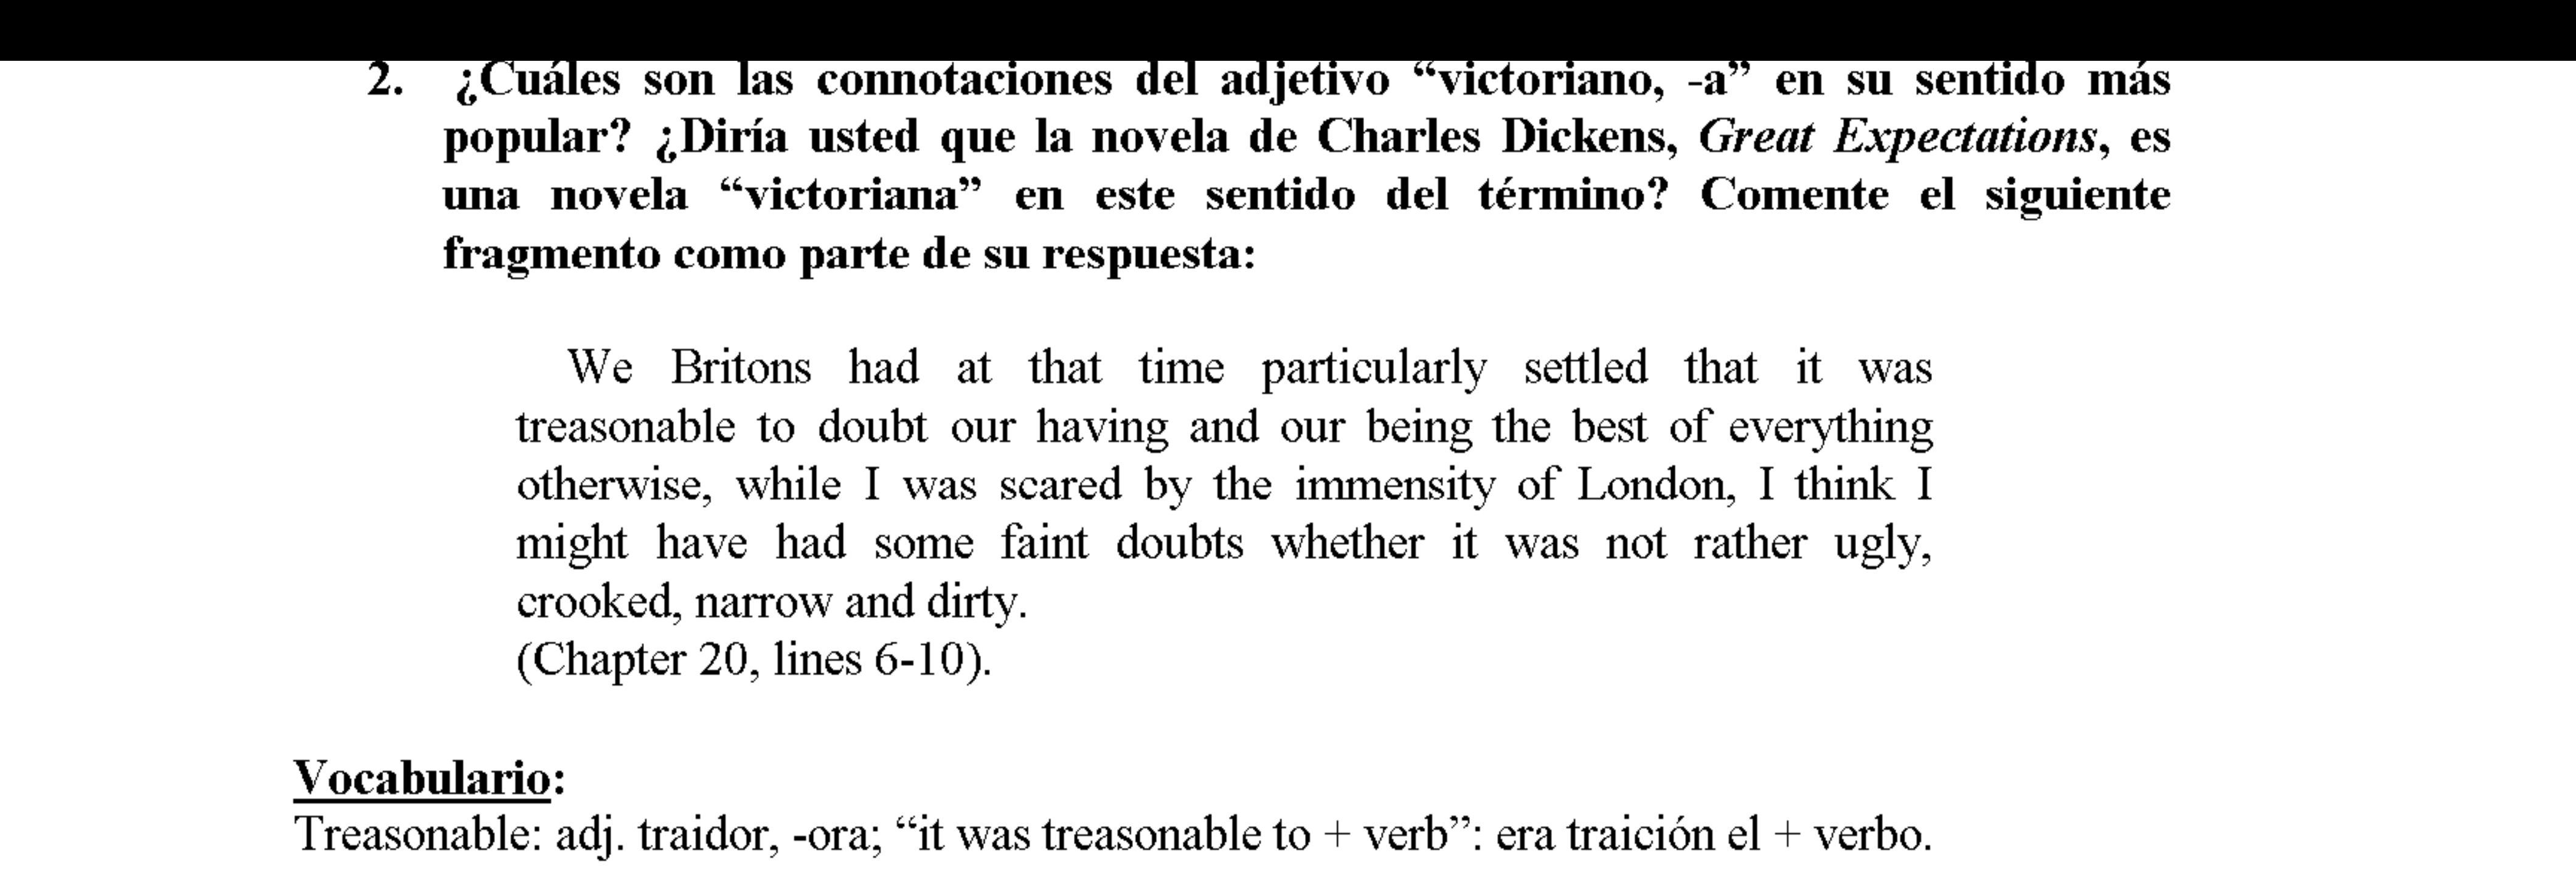 2. ¿Cuáles son las connotaciones del adjetivo “victoriano, -a” en su sentido más
popular? ¿Diría usted que la novela de Charles Dickens, Great Expectations, es
una novela “victoriana” en este sentido del término? Comente el siguiente
fragmento como parte de su respuesta:
We Britons had at that time particularly settled that it was
treasonable to doubt our having and our being the best of everything
otherwise, while I was scared by the immensity of London, I think I
might have had some faint doubts whether it was not rather ugly,
crooked, narrow and dirty.
(Chapter 20, lines 6-10).
Vocabulario:
Treasonable: adj. traidor, -ora; “it was treasonable to + verb”: era traición el + verbo.